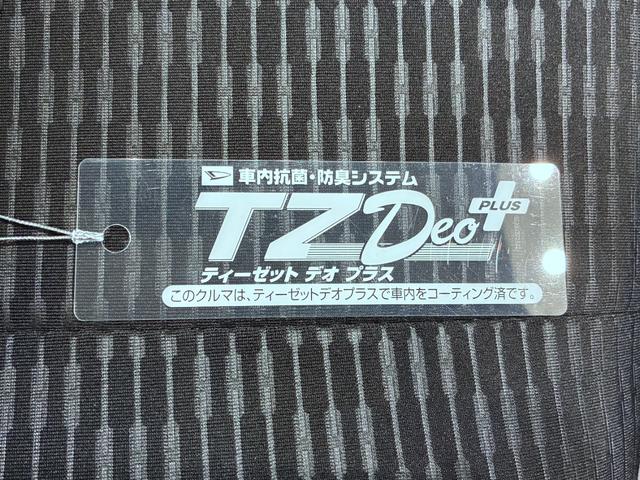 車内抗菌・防臭システム
TZ Deo PLUS
ティーゼット デオ プラス
このクルマは、ティーゼットデオプラスで車内をコーティング済です。